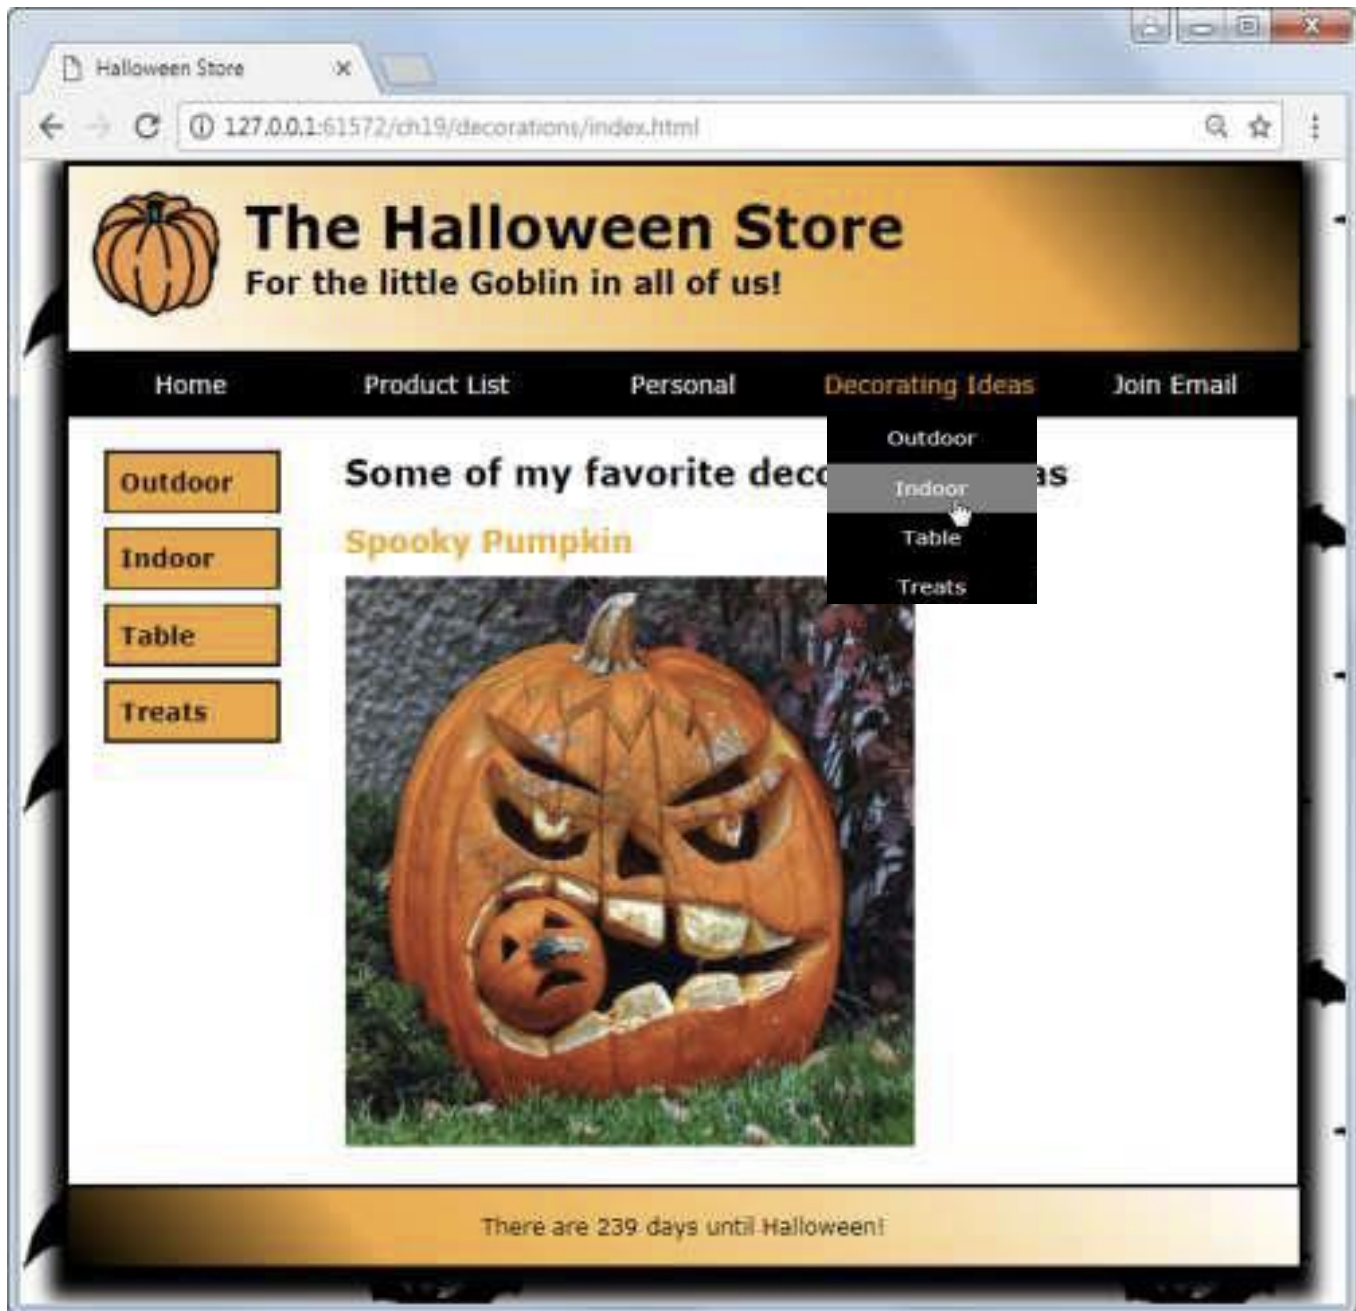 Halloween Store
127.0.0.1:61572/ch19/decorations/index.html
The Halloween Store
For the little Goblin in all of us!
Home Product List Personal Decorating Ideas Join Email
Outdoor
Indoor
Table
Treats
Outdoor
Indoor
Table
Treats
Some of my favorite deco as
Spooky Pumpkin
There are 239 days until Halloween!